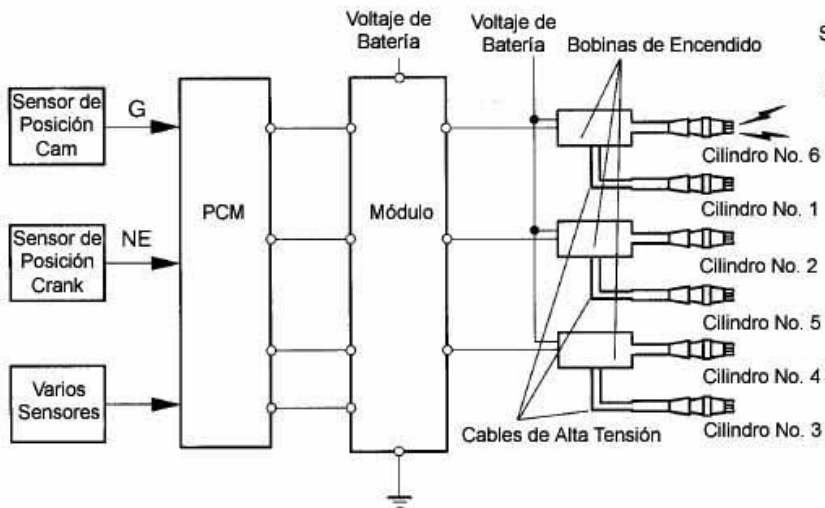 Voltaje de
Batería
Voltaje de
Batería
Bobinas de Encendido
S
Sensor de
Posición
Cam
G
PCM
Módulo
Cilindro No. 6
Cilindro No. 1
Sensor de
Posición
Crank
NE
Cilindro No. 2
Cilindro No. 5
Varios
Sensores
Cilindro No. 4
Cables de Alta Tensión
Cilindro No. 3